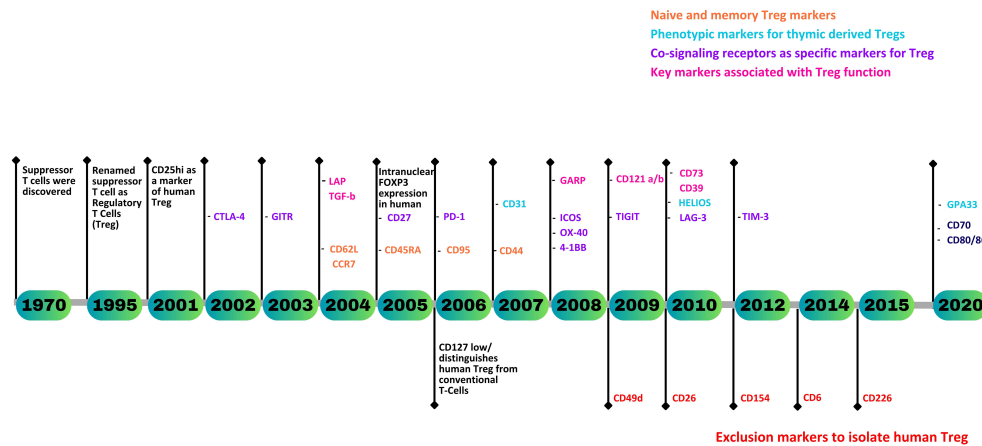 Naive and memory Treg markers
Phenotypic markers for thymic derived Tregs
Co-signaling receptors as specific markers for Treg
Key markers associated with Treg function
Suppressor
T cells were
discovered
Renamed
suppressor
T cell as
Regulatory
T Cells
(Treg)
CD25hi as
a marker
of human
Treg
- CTLA-4
- GITR
- LAP
TGF-b
- CD62L
CCR7
Intranuclear
FOXP3
expression
in human
- CD27
- CD45RA
- PD-1
- CD95
- CD31
- CD44
- GARP
- ICOS
- OX-40
- 4-1BB
- CD121 a/b
- TIGIT
- CD73
CD39
- HELIOS
- LAG-3
- TIM-3
- GPA33
- CD70
- CD80/8
1970
1995
2001
2002
2003
2004
2005
2006
2007
2008
2009
2010
2012
2014
2015
2020
CD127 low/
distinguishes
human Treg from
conventional
T-Cells
CD49d
CD26
CD154
CD6
CD226
Exclusion markers to isolate human Treg